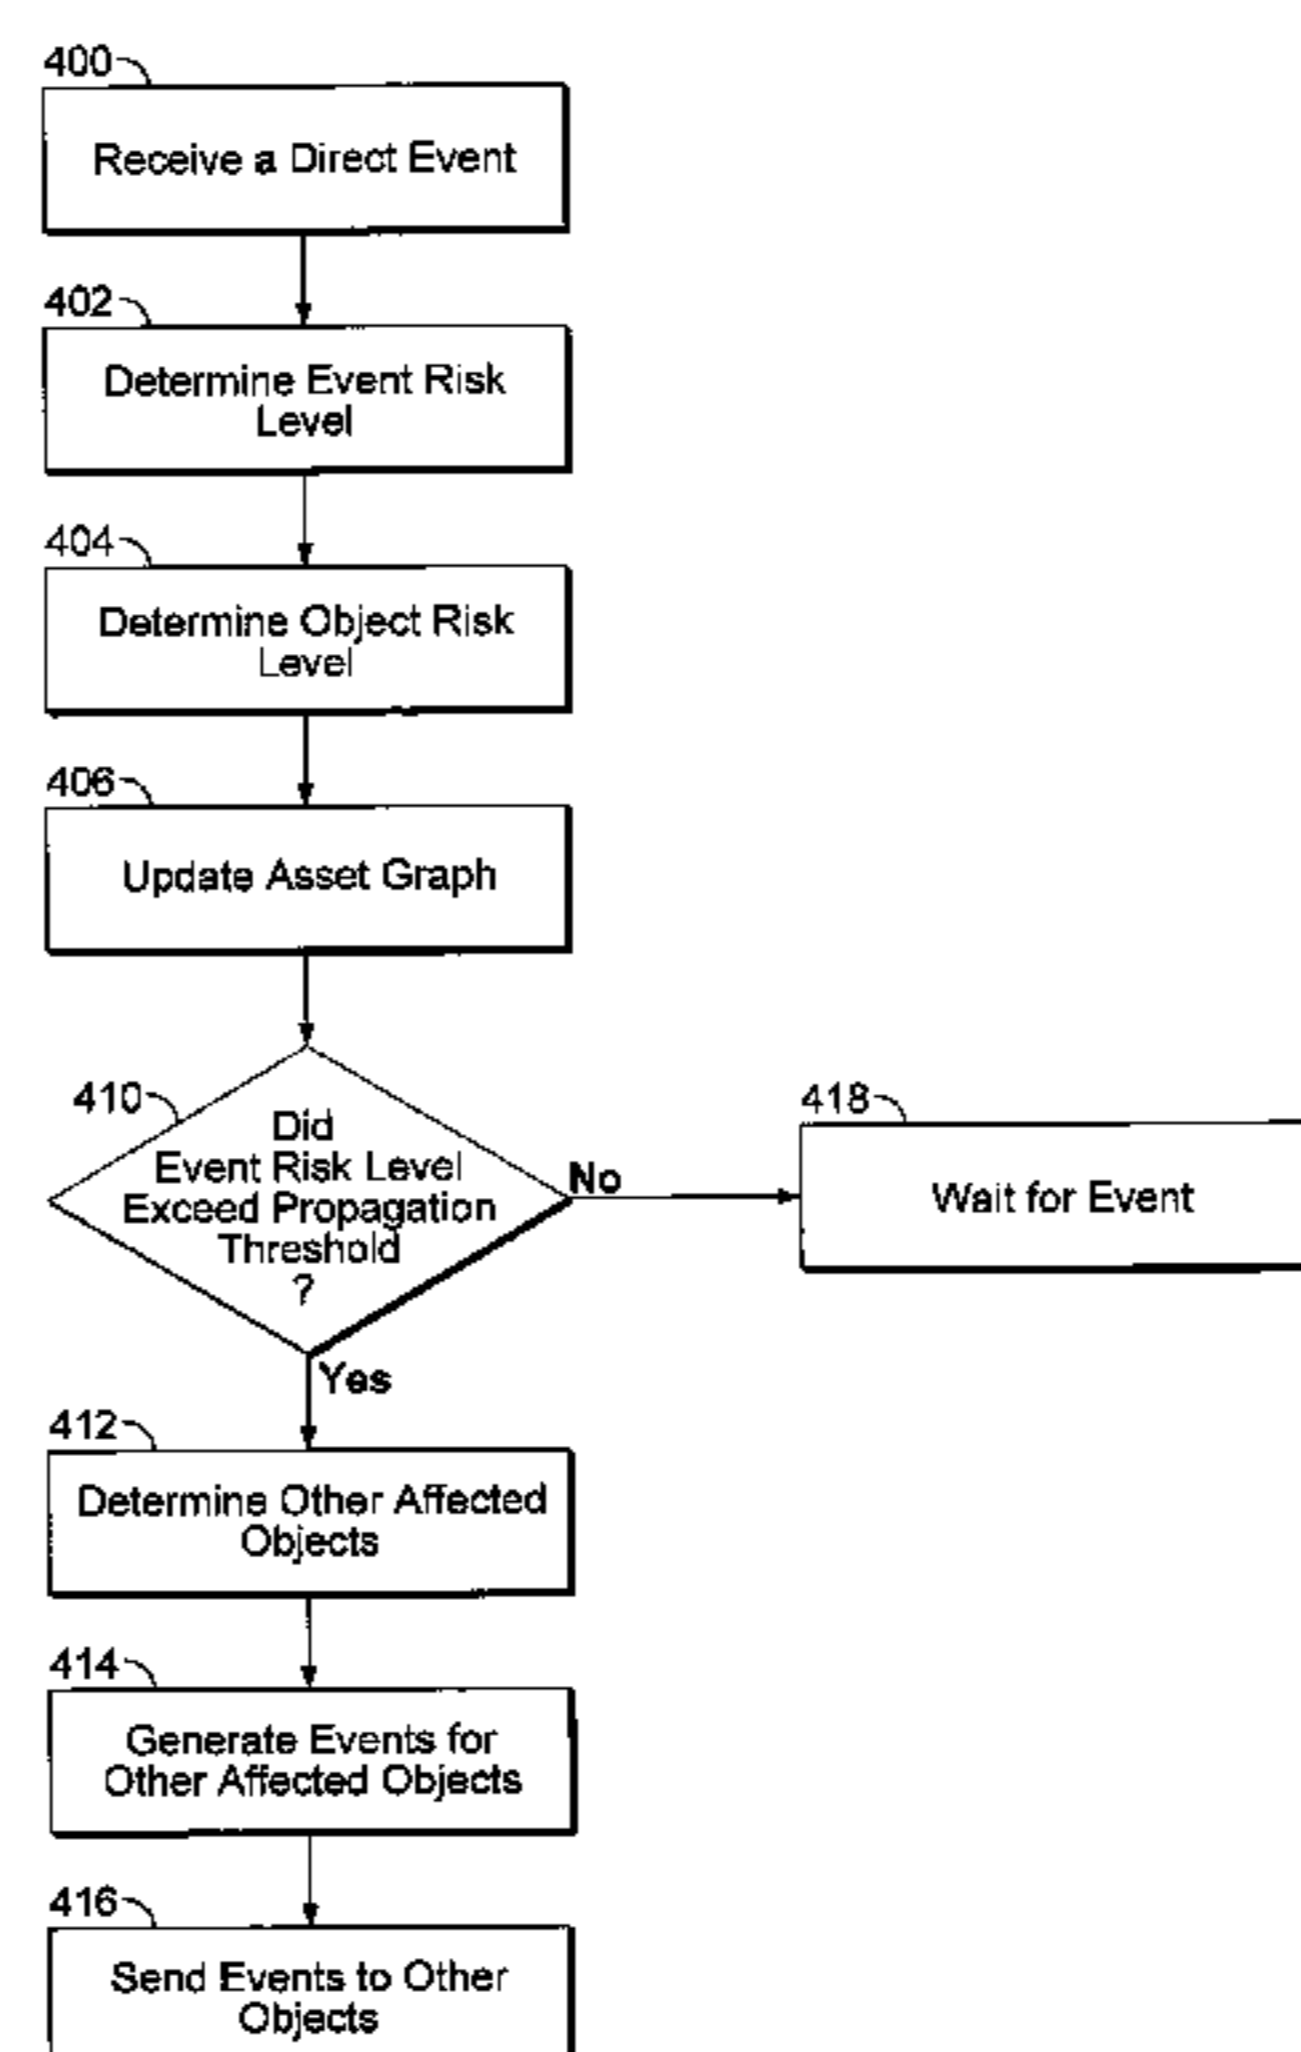 400
Receive a Direct Event
402
Determine Event Risk
Level
404
Determine Object Risk
Level
406
Update Asset Graph
410
Did
Event Risk Level
Exceed Propagation
Threshold
?
No
418
Wait for Event
Yes
412
Determine Other Affected
Objects
414
Generate Events for
Other Affected Objects
416
Send Events to Other
Objects